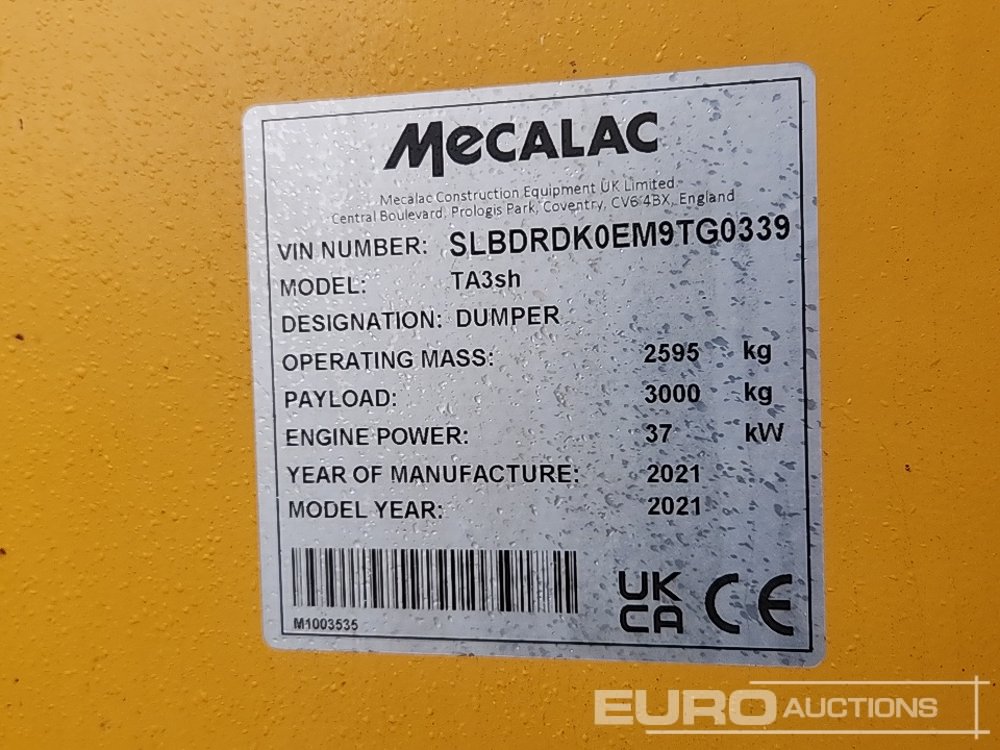 MeCALAC
Mecalac Construction Equipment UK Limited
Central Boulevard, Prologis Park, Coventry, CV6 4BX, England
VIN NUMBER: SLBDRDK0EM9TG0339
MODEL: TA3sh
DESIGNATION: DUMPER
OPERATING MASS: 2595 kg
PAYLOAD: 3000 kg
ENGINE POWER: 37 kW
YEAR OF MANUFACTURE: 2021
MODEL YEAR: 2021
M1003535
UK
CA CE
EURO AUCTIONS